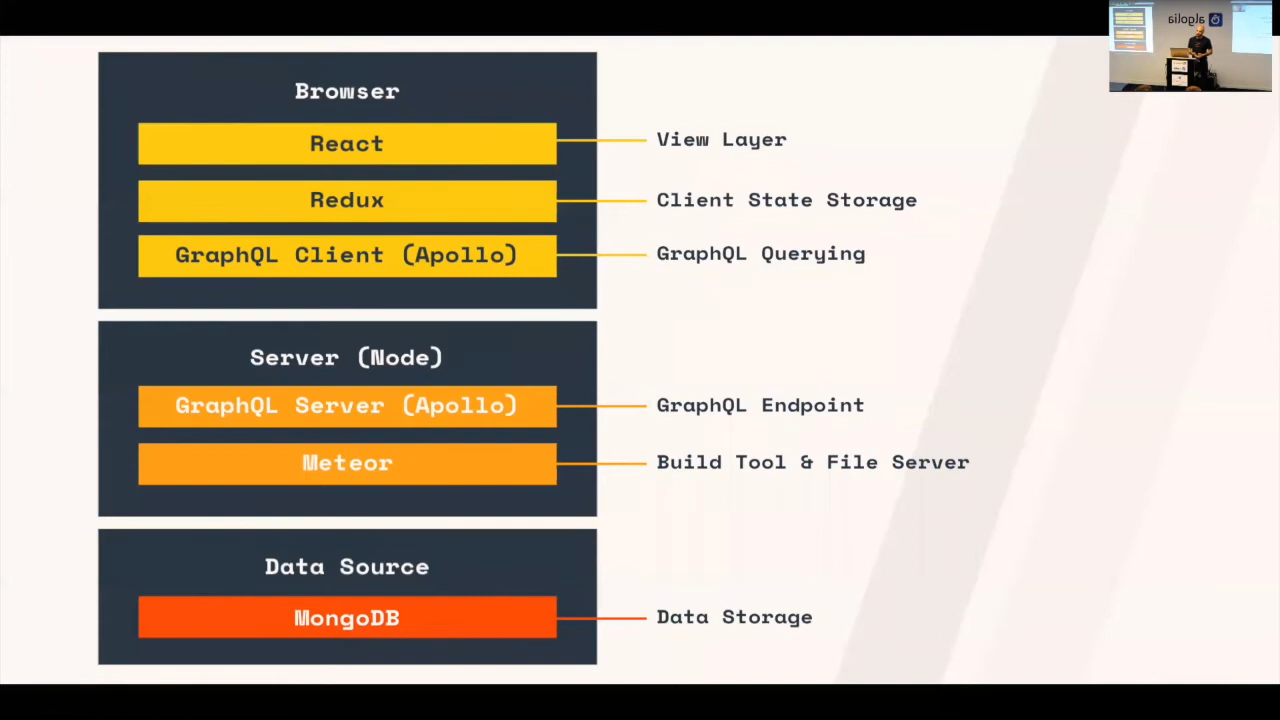 Browser
React
View Layer
Redux
Client State Storage
GraphQL Client (Apollo)
GraphQL Querying
Server (Node)
GraphQL Server (Apollo)
GraphQL Endpoint
Meteor
Build Tool & File Server
Data Source
MongoDB
Data Storage
algolia